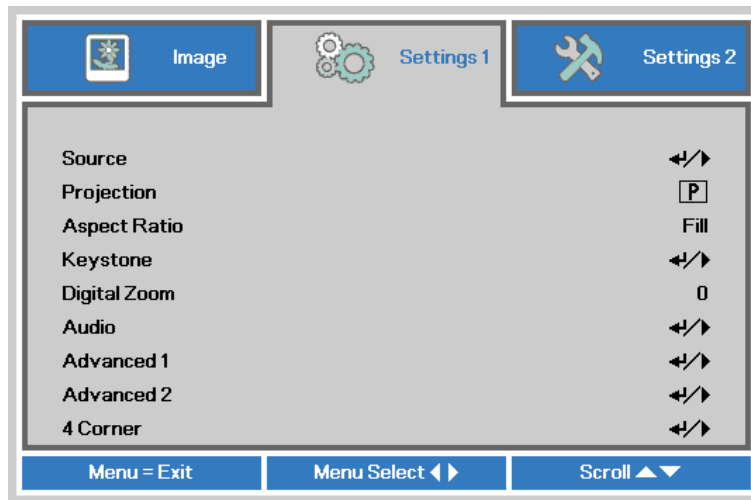 Image Settings 1 Settings 2
Source
Projection P
Aspect Ratio Fill
Keystone
Digital Zoom 0
Audio
Advanced 1
Advanced 2
4 Corner
Menu = Exit Menu Select Scroll